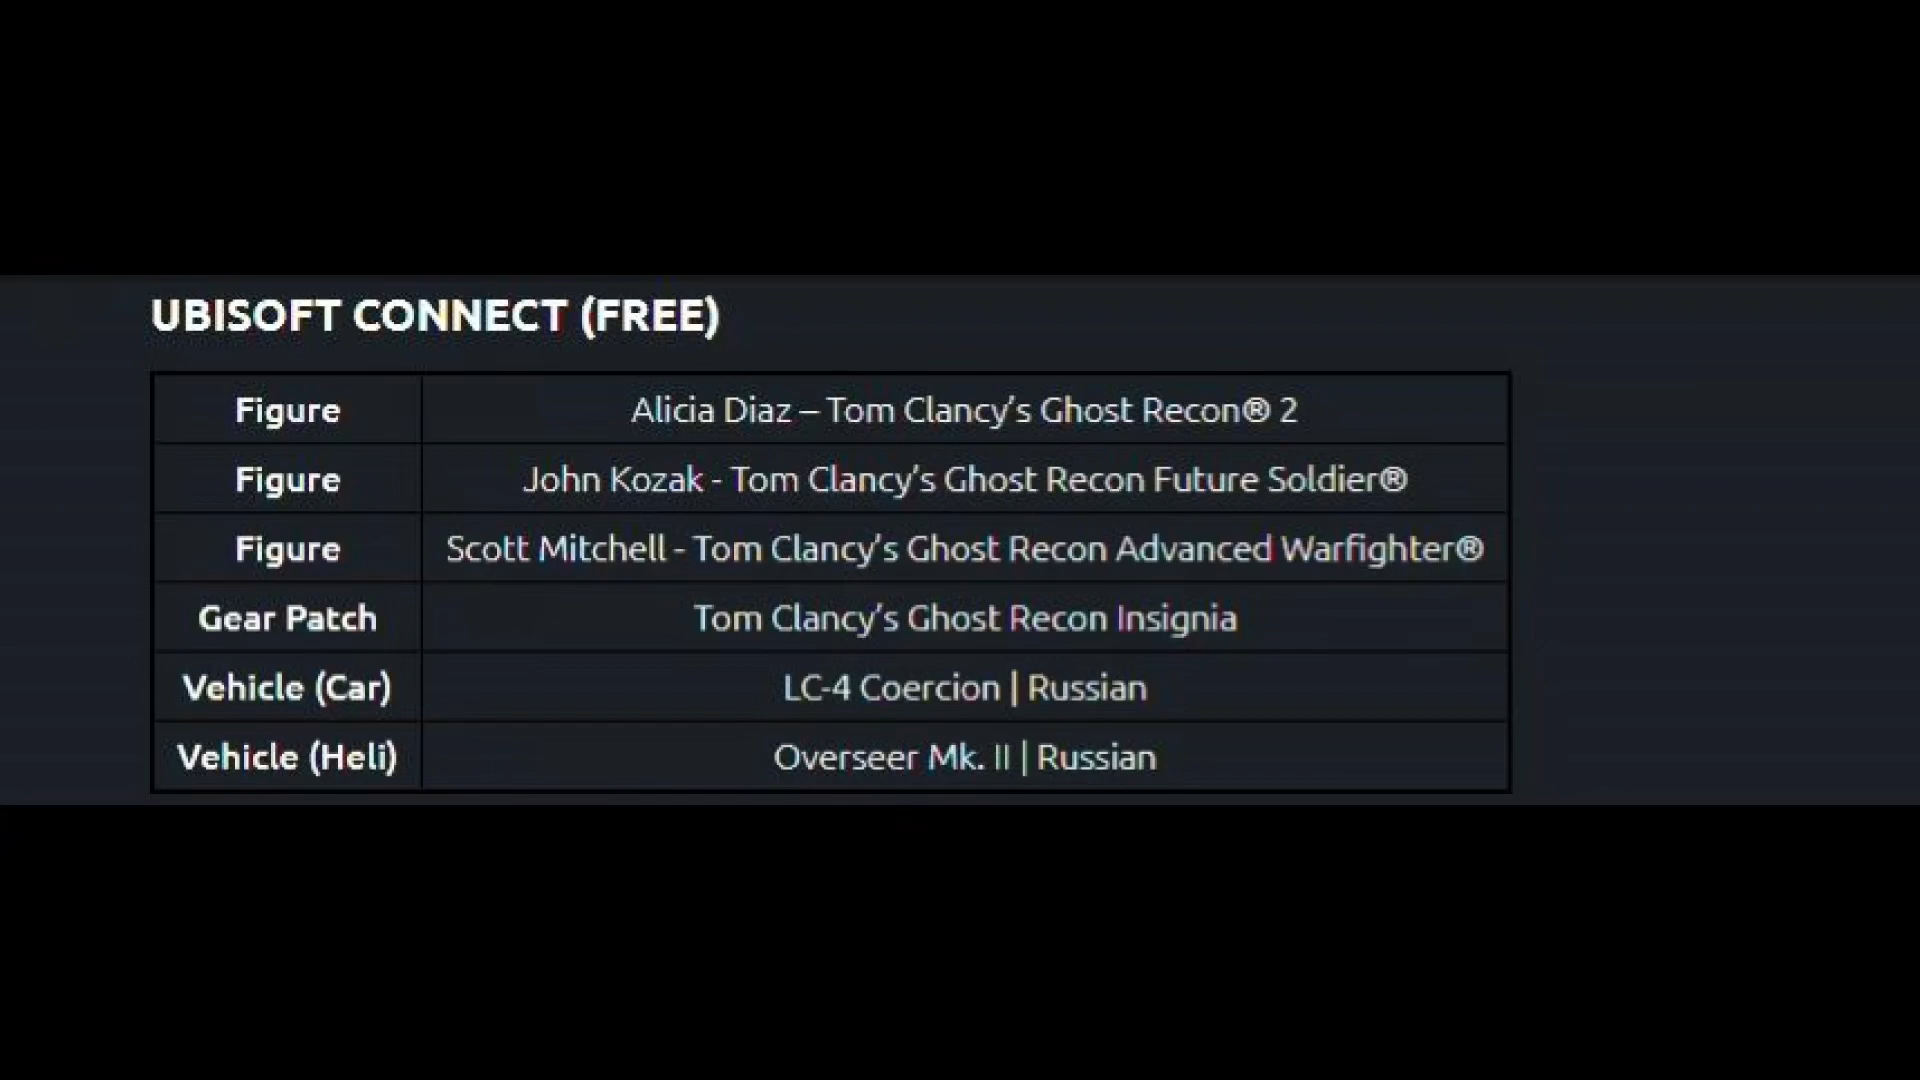 UBISOFT CONNECT (FREE)
Figure Alicia Diaz – Tom Clancy’s Ghost Recon® 2
Figure John Kozak - Tom Clancy’s Ghost Recon Future Soldier®
Figure Scott Mitchell - Tom Clancy’s Ghost Recon Advanced Warfighter®
Gear Patch Tom Clancy’s Ghost Recon Insignia
Vehicle (Car) LC-4 Coercion | Russian
Vehicle (Heli) Overseer Mk. II | Russian